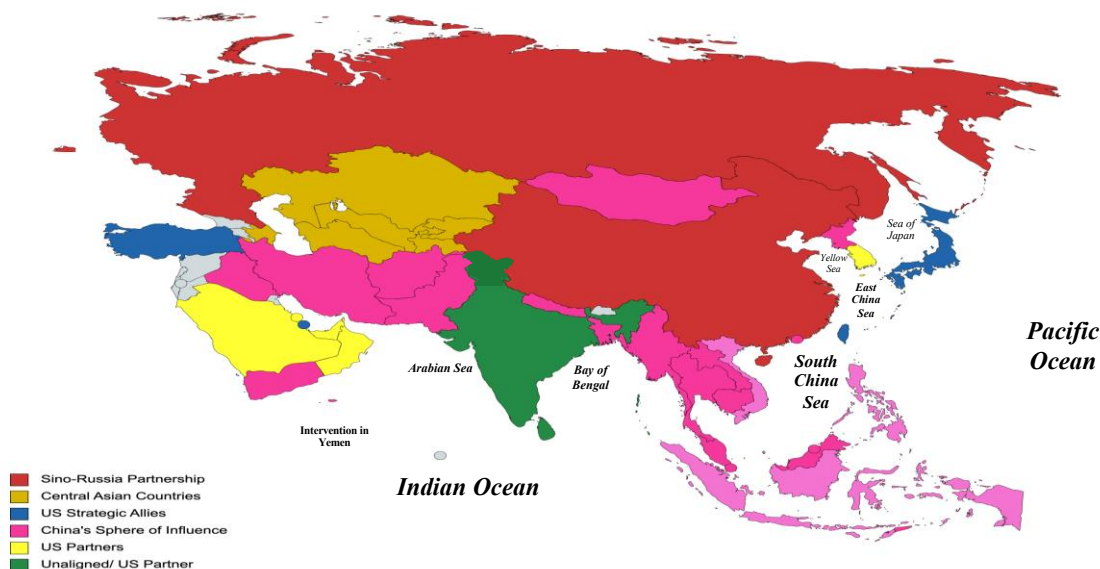 Sea of
Japan
Yellow
Sea
East
China
Sea
Pacific
Ocean
South
China
Sea
Arabian Sea
Bay of
Bengal
Intervention in
Yemen
Indian Ocean
Sino-Russia Partnership
Central Asian Countries
US Strategic Allies
China's Sphere of Influence
US Partners
Unaligned/ US Partner